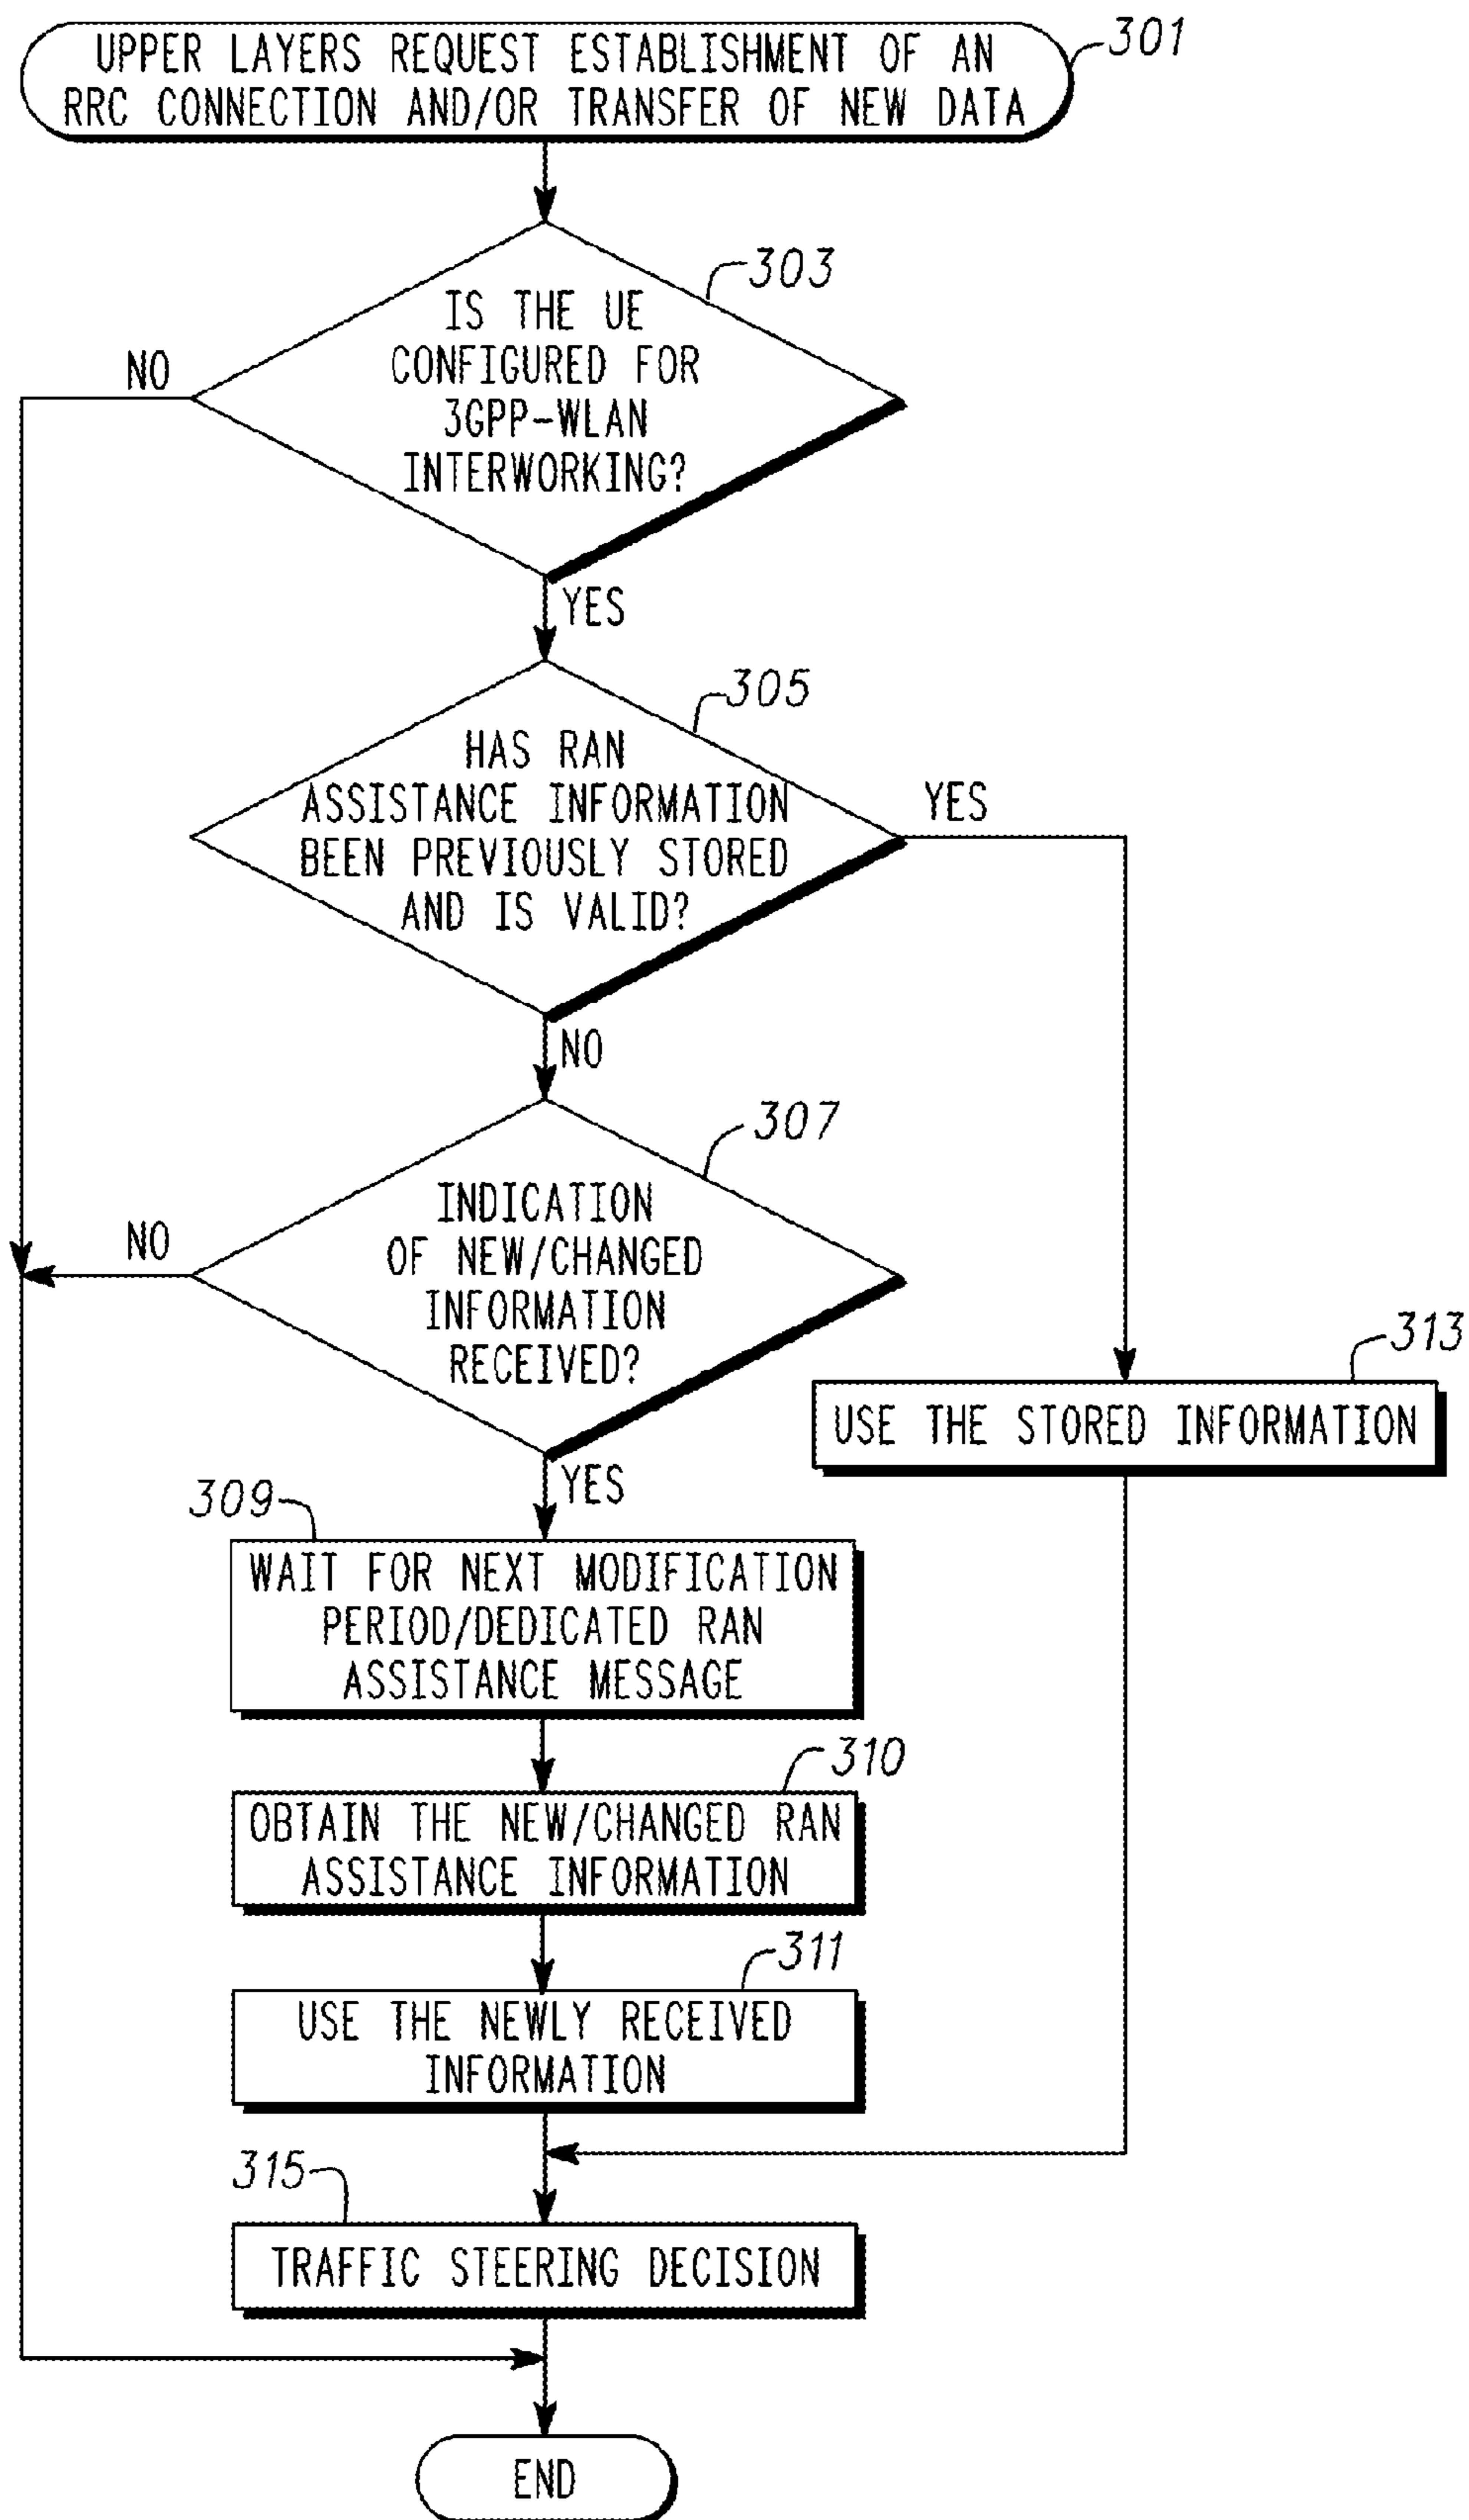 UPPER LAYERS REQUEST ESTABLISHMENT OF AN
RRC CONNECTION AND/OR TRANSFER OF NEW DATA
301
303
IS THE UE
CONFIGURED FOR
3GPP-WLAN
INTERWORKING?
NO
YES
305
HAS RAN
ASSISTANCE INFORMATION
BEEN PREVIOUSLY STORED
AND IS VALID?
YES
NO
307
INDICATION
OF NEW/CHANGED
INFORMATION
RECEIVED?
NO
YES
313
USE THE STORED INFORMATION
309
WAIT FOR NEXT MODIFICATION
PERIOD/DEDICATED RAN
ASSISTANCE MESSAGE
310
OBTAIN THE NEW/CHANGED RAN
ASSISTANCE INFORMATION
311
USE THE NEWLY RECEIVED
INFORMATION
315
TRAFFIC STEERING DECISION
END